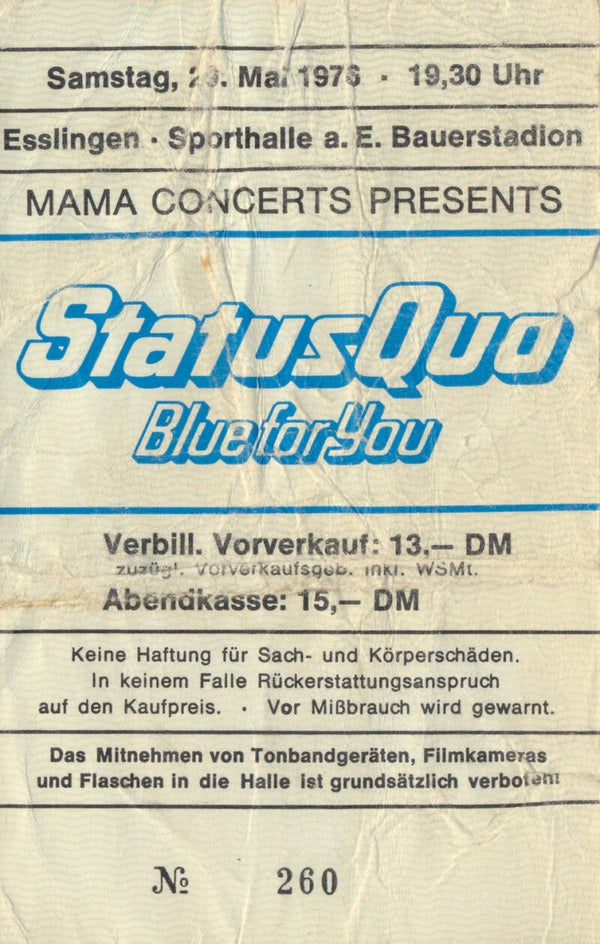 Samstag, 29. Mai 1976 · 19,30 Uhr
Esslingen · Sporthalle a. E. Bauerstadion
MAMA CONCERTS PRESENTS
Status Quo
Blue for You
Verbill. Vorverkauf: 13.— DM
zuzügl. Vorverkaufsgeb. inkl. WSMt.
Abendkasse: 15,— DM
Keine Haftung für Sach- und Körperschäden.
In keinem Falle Rückerstattungsanspruch
auf den Kaufpreis. · Vor Mißbrauch wird gewarnt.
Das Mitnehmen von Tonbandgeräten, Filmkameras
und Flaschen in die Halle ist grundsätzlich verboten!
№ 260